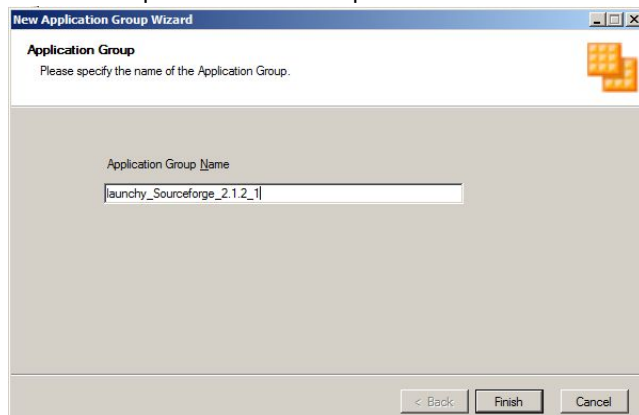 New Application Group Wizard
Application Group
Please specify the name of the Application Group.
Application Group Name
launchy_Sourceforge_2.1.2_1
< Back Finish Cancel